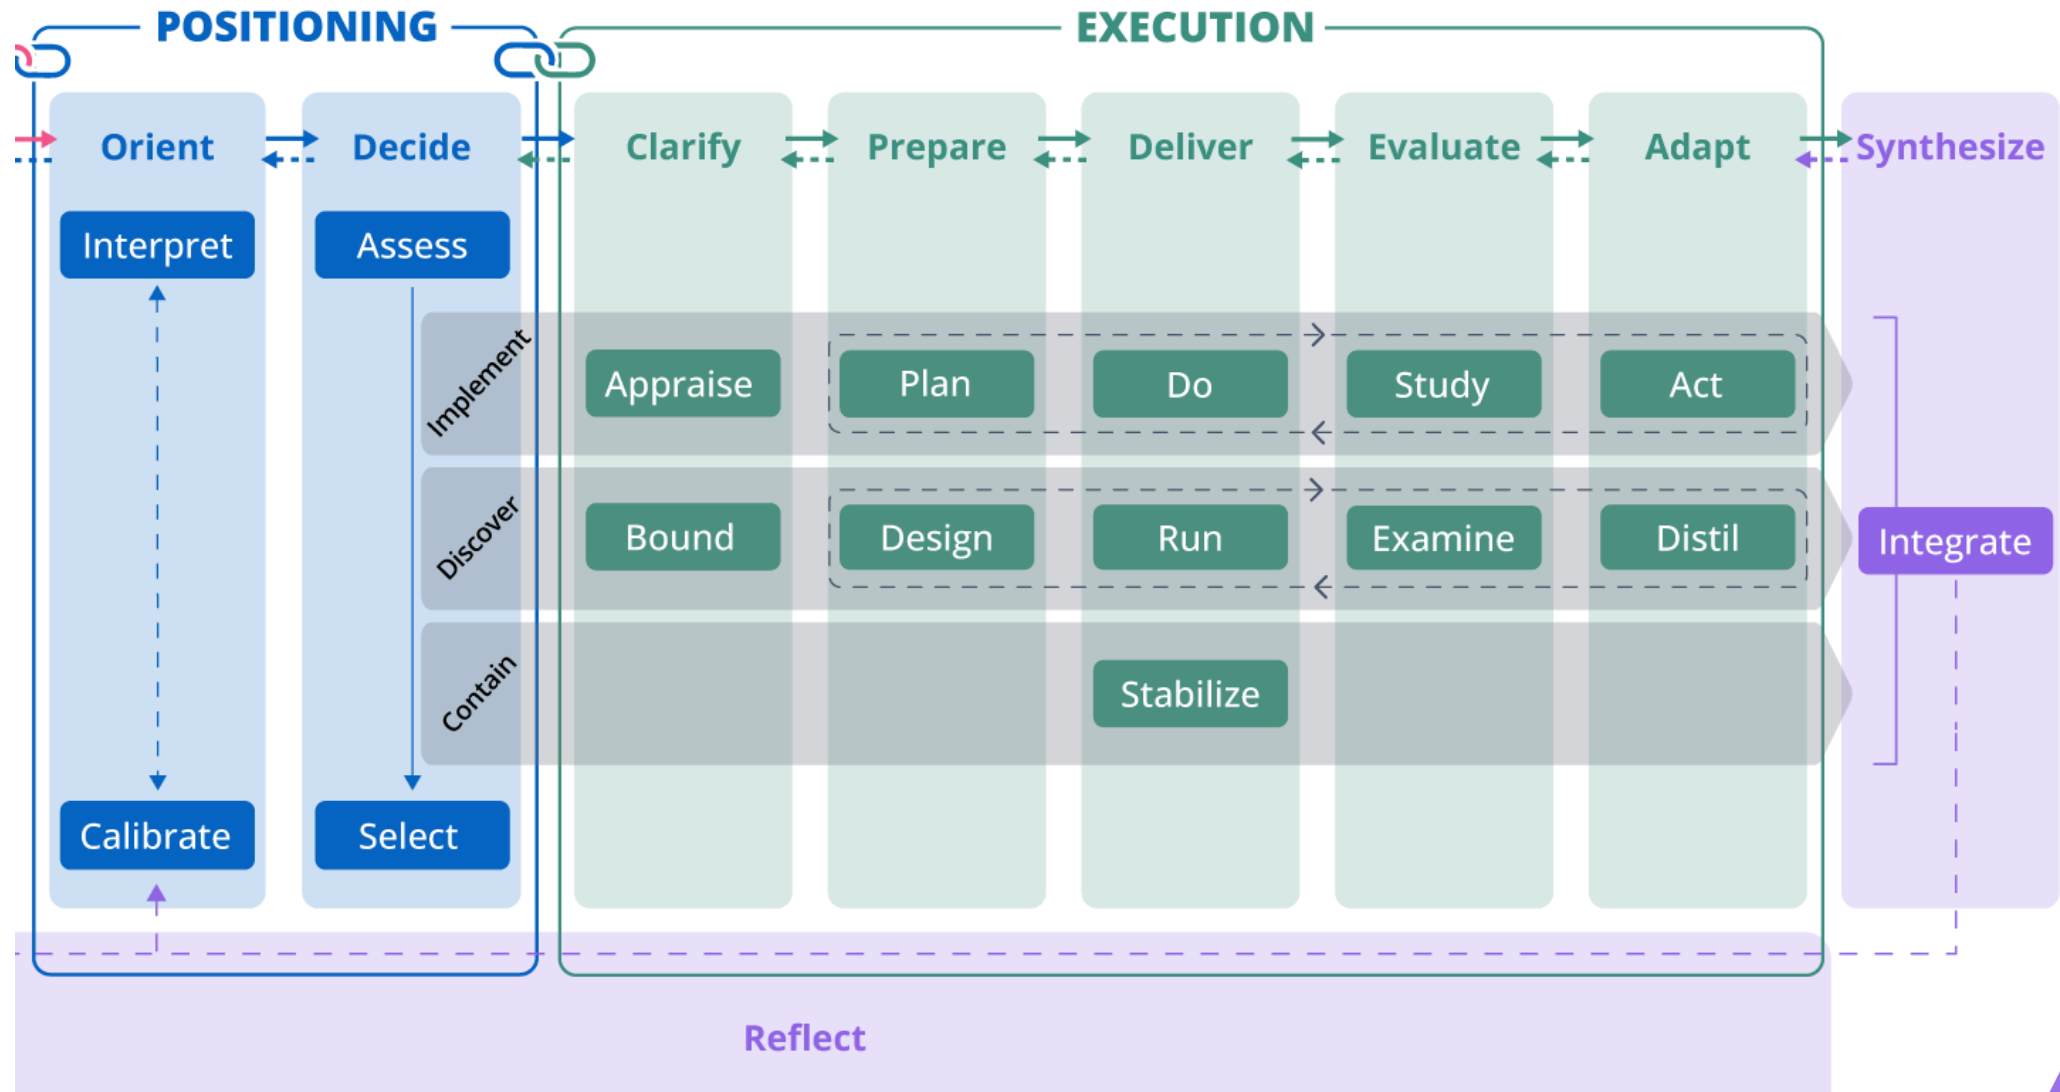 POSITIONING
EXECUTION
Orient
Decide
Clarify
Prepare
Deliver
Evaluate
Adapt
Synthesize
Interpret
Assess
Implement
Appraise
Plan
Do
Study
Act
Discover
Bound
Design
Run
Examine
Distil
Integrate
Contain
Stabilize
Calibrate
Select
Reflect